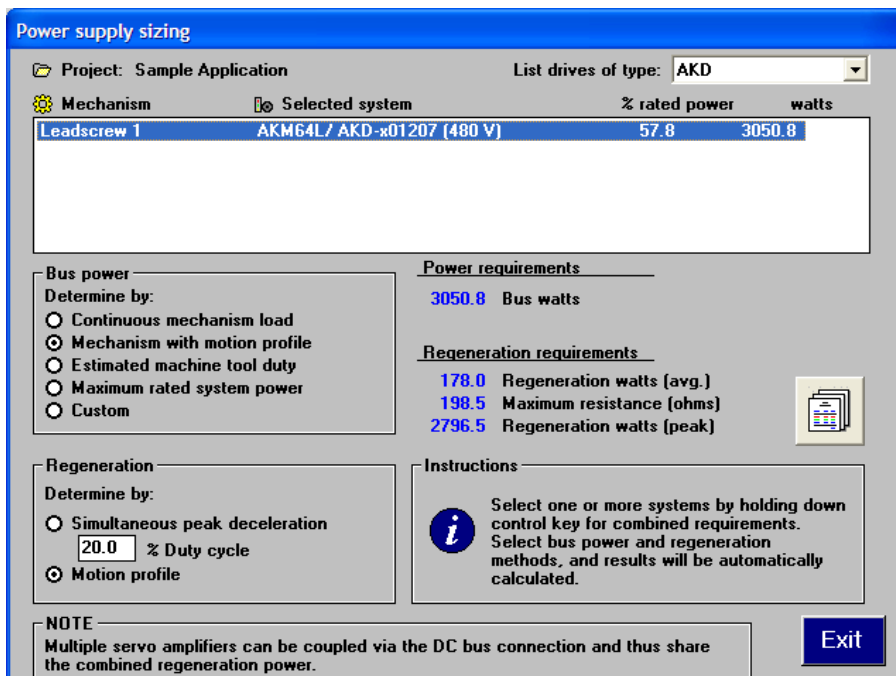 Power supply sizing
Project: Sample Application
List drives of type: AKD
Mechanism Selected system % rated power watts
Leadscrew 1 AKM64L/ AKD-x01207 (480 V) 57.8 3050.8
Bus power
Determine by:
Continuous mechanism load
Mechanism with motion profile
Estimated machine tool duty
Maximum rated system power
Custom
Power requirements
3050.8 Bus watts
Regeneration requirements
178.0 Regeneration watts (avg.)
198.5 Maximum resistance (ohms)
2796.5 Regeneration watts (peak)
Regeneration
Determine by:
Simultaneous peak deceleration
20.0 % Duty cycle
Motion profile
Instructions
Select one or more systems by holding down
control key for combined requirements.
Select bus power and regeneration
methods, and results will be automatically
calculated.
NOTE
Multiple servo amplifiers can be coupled via the DC bus connection and thus share
the combined regeneration power.
Exit